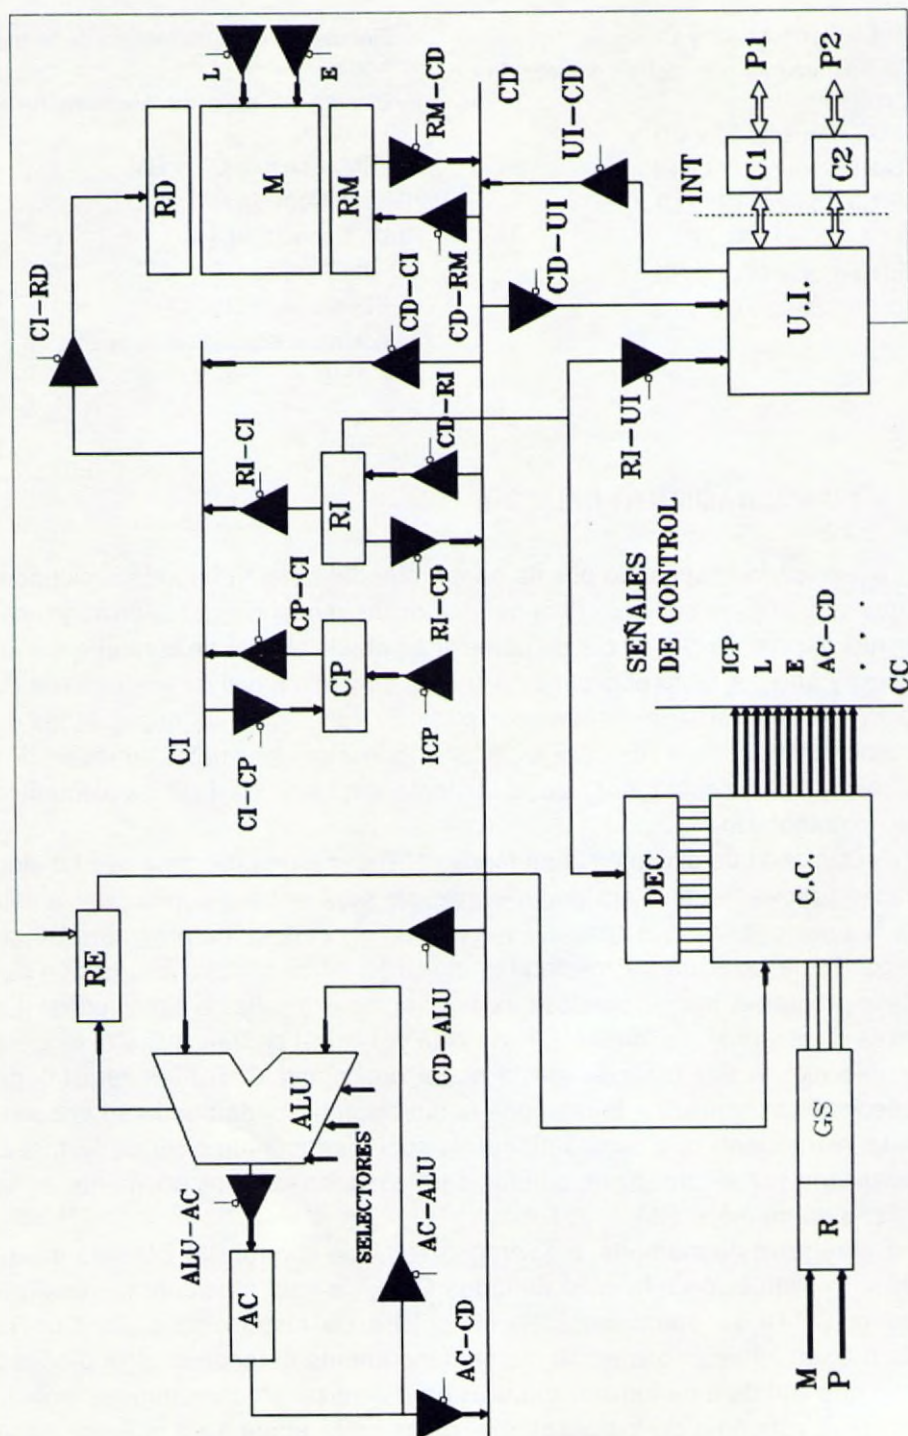 L
E
RD
M
RM
RM-CD
CD
UI-CD
CI-RD
CD-CI
CD-RM
CD-UI
INT
C1
P1
C2
P2
U.I.
RI-CI
RI
CD-RI
RI-CD
RI-UI
CI
CP-CI
CI-CP
CP
ICP
SEÑALES
DE CONTROL
ICP
L
E
AC-CD
. . . .
CC
DEC
C.C.
RE
ALU
CD-ALU
SELECTORES
ALU-AC
AC
AC-ALU
AC-CD
GS
R
M
P